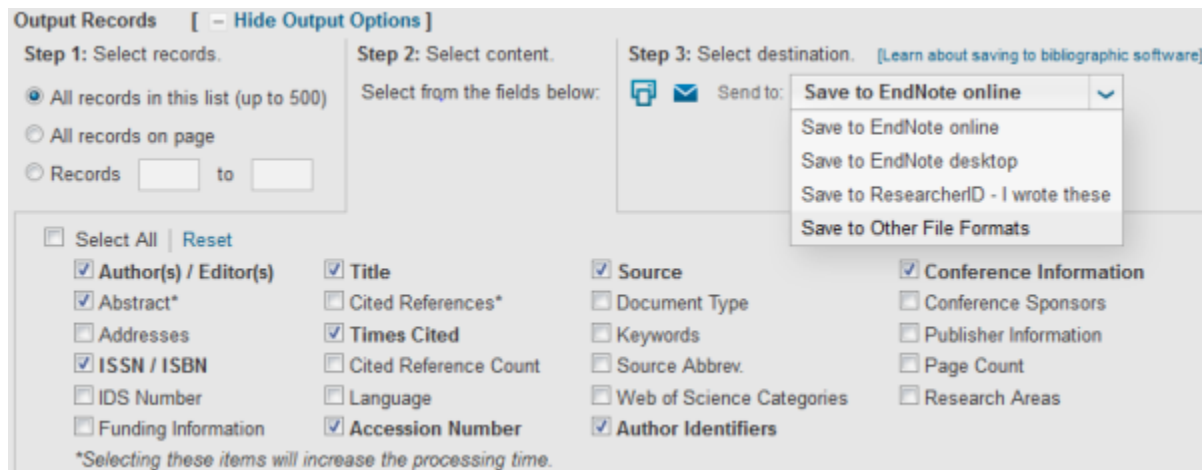 Output Records [ – Hide Output Options ]
Step 1: Select records. Step 2: Select content. Step 3: Select destination. [Learn about saving to bibliographic software]
All records in this list (up to 500) Select from the fields below: Send to: Save to EndNote online
All records on page Save to EndNote online
Save to EndNote desktop
Records to Save to ResearcherID - I wrote these
Save to Other File Formats
Select All | Reset
Author(s) / Editor(s) Title Source Conference Information
Abstract* Cited References* Document Type Conference Sponsors
Addresses Times Cited Keywords Publisher Information
ISSN / ISBN Cited Reference Count Source Abbrev. Page Count
IDS Number Language Web of Science Categories Research Areas
Funding Information Accession Number Author Identifiers
*Selecting these items will increase the processing time.